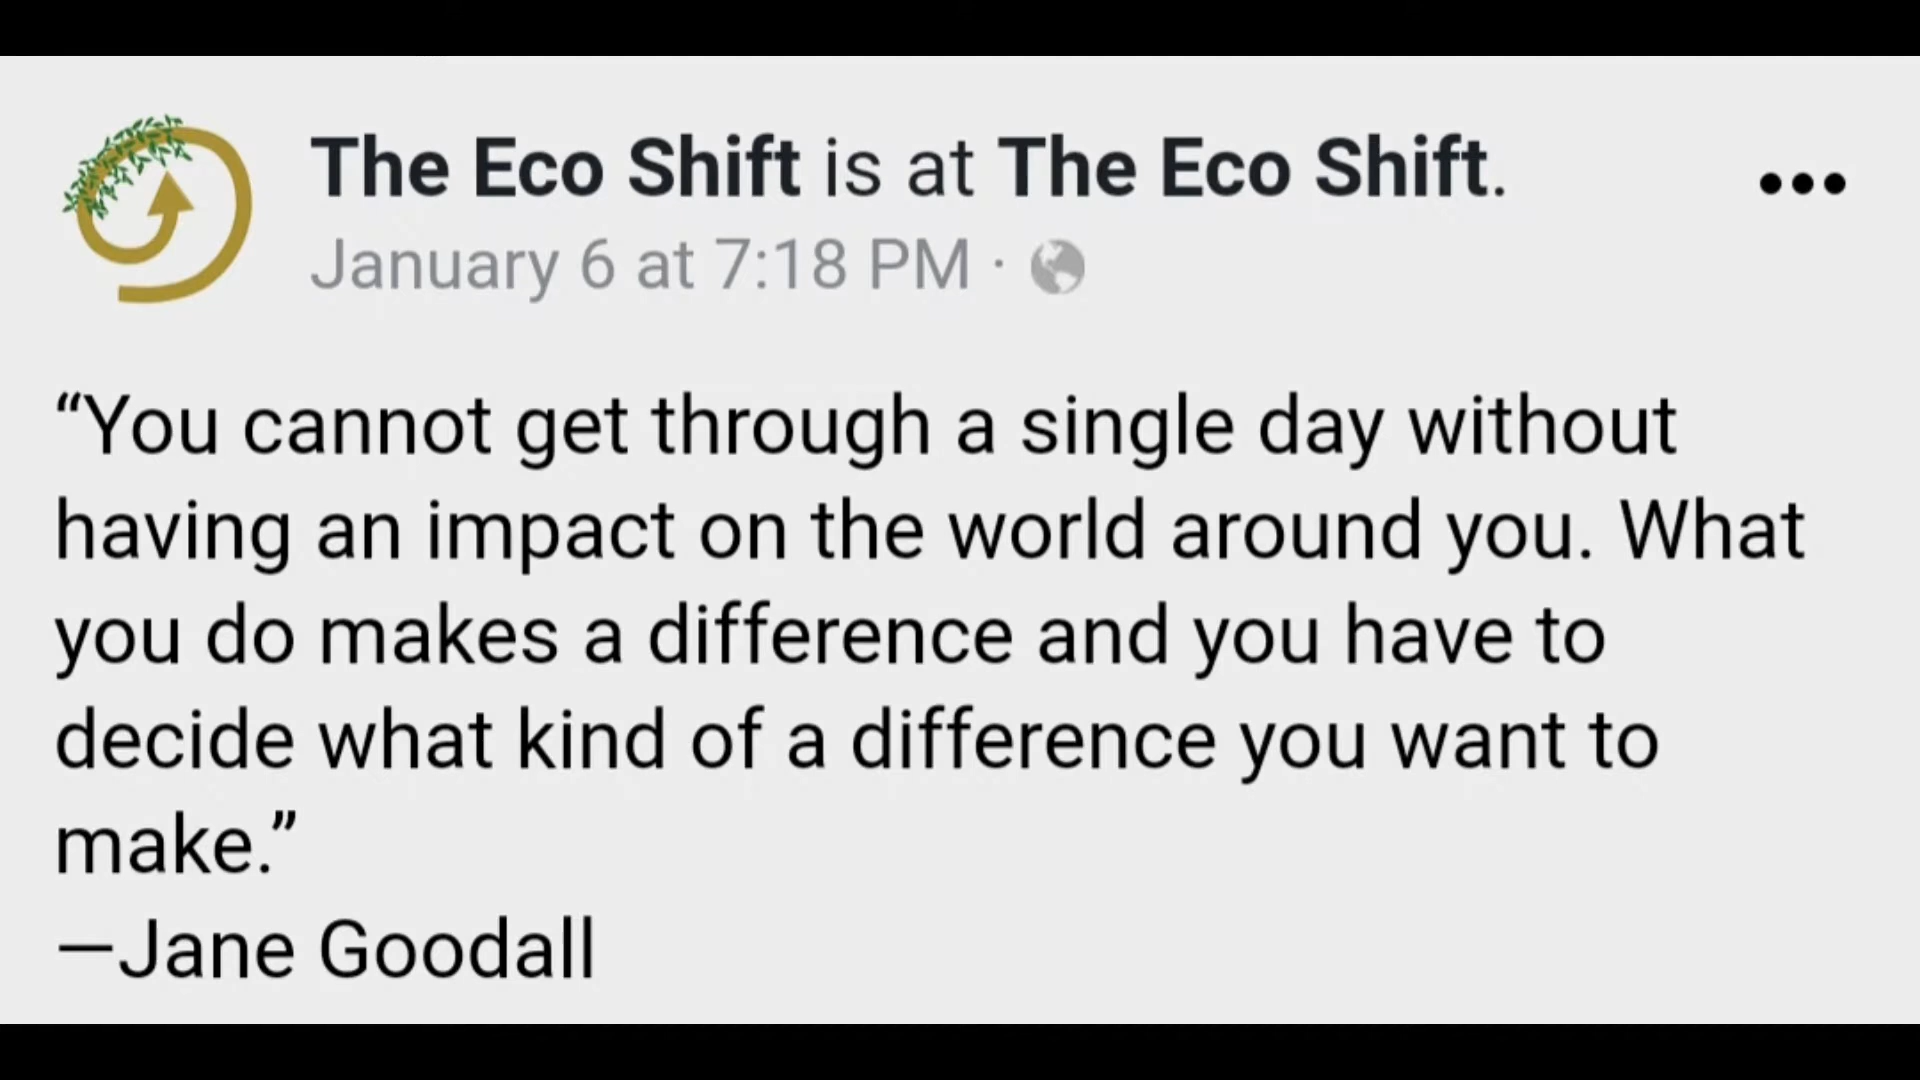 The Eco Shift is at The Eco Shift.
January 6 at 7:18 PM ·
“You cannot get through a single day without
having an impact on the world around you. What
you do makes a difference and you have to
decide what kind of a difference you want to
make.”
—Jane Goodall